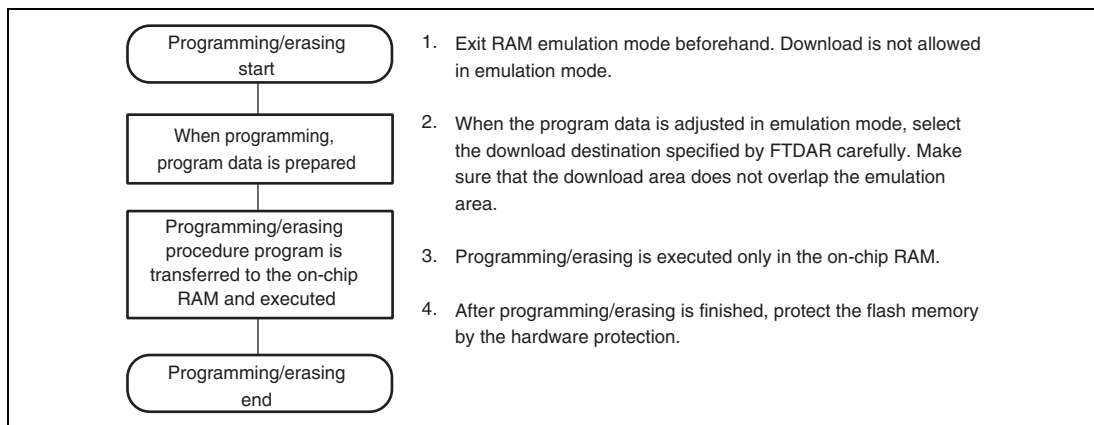 Programming/erasing
start
When programming,
program data is prepared
Programming/erasing
procedure program is
transferred to the on-chip
RAM and executed
Programming/erasing
end
1. Exit RAM emulation mode beforehand. Download is not allowed
in emulation mode.
2. When the program data is adjusted in emulation mode, select
the download destination specified by FTDAR carefully. Make
sure that the download area does not overlap the emulation
area.
3. Programming/erasing is executed only in the on-chip RAM.
4. After programming/erasing is finished, protect the flash memory
by the hardware protection.